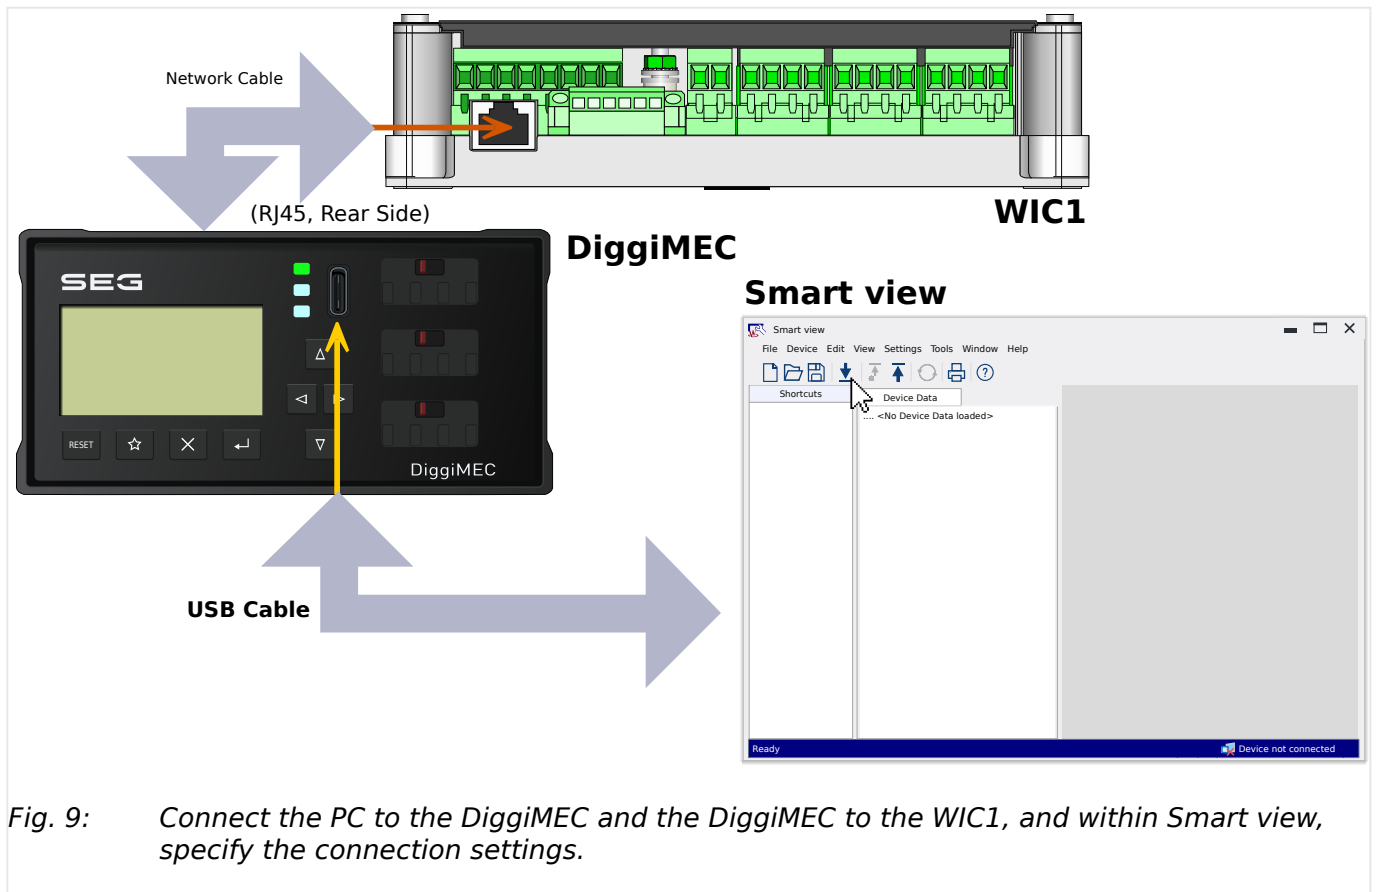 Network Cable
(RJ45, Rear Side)
WIC1
DiggiMEC
SEG
RESET
DiggiMEC
Smart view
Smart view
File Device Edit View Settings Tools Window Help
Shortcuts
Device Data
.... <No Device Data loaded>
Ready
Device not connected
USB Cable
Fig. 9: Connect the PC to the DiggiMEC and the DiggiMEC to the WIC1, and within Smart view,
specify the connection settings.